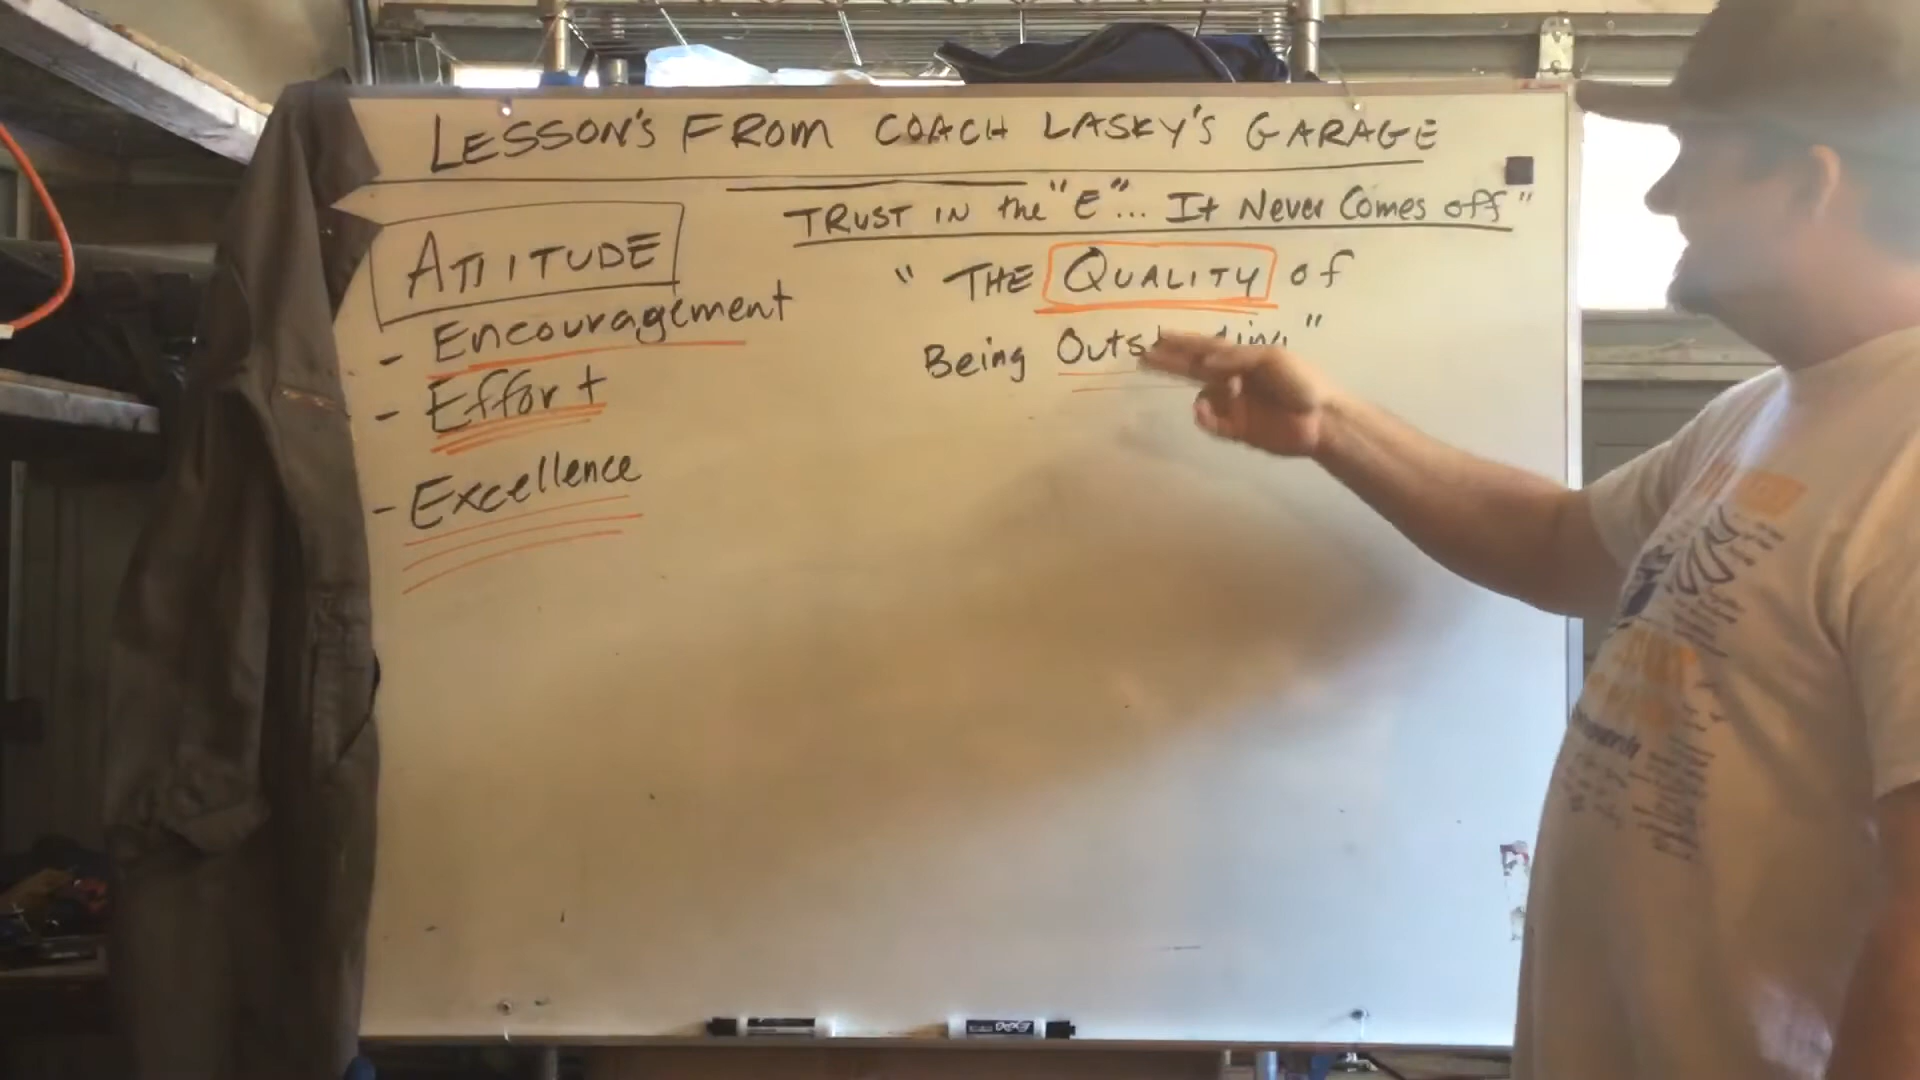 LESSON'S FROM COACH LASKY'S GARAGE
TRUST IN the "E"... It Never Comes off"
ATTITUDE
- Encouragement
- Effort
- Excellence
" THE QUALITY of
Being